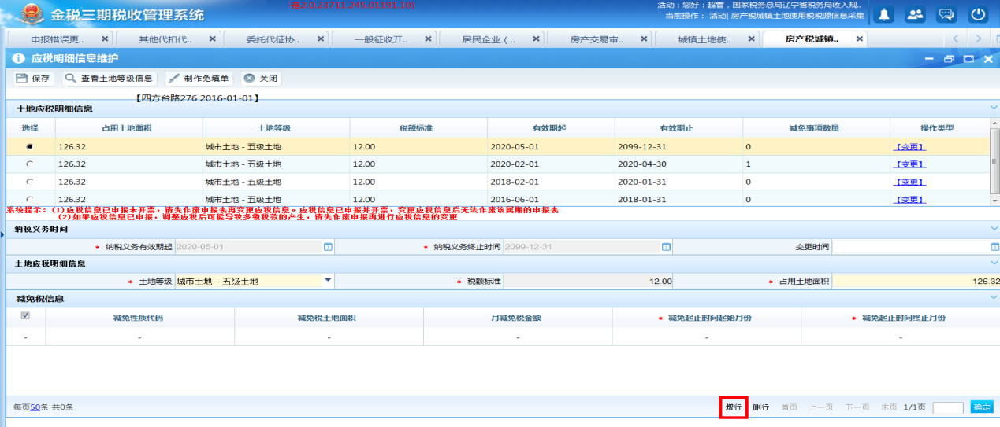 -是2.0.23711.245.01191.10)
活动：您好：超管，国家税务总局辽宁省税务局收入规..
金税三期税收管理系统
当前操作： 活动| 房产税城镇土地使用税税源信息采集
申报错误更.. × 其他代扣代.. × 委托代征协.. × 一般征收开.. × 居民企业（ .. × 房产交易审.. × 城镇土地使.. × 房产税城镇.. ×
应税明细信息维护
保存 查看土地等级信息 制作免填单 关闭
【四方台路276 2016-01-01】
土地应税明细信息
选择 占用土地面积 土地等级 税额标准 有效期起 有效期止 减免事项数量 操作类型
126.32 城市土地 - 五级土地 12.00 2020-05-01 2099-12-31 0 【变更】
126.32 城市土地 - 五级土地 12.00 2020-02-01 2020-04-30 1 【变更】
126.32 城市土地 - 五级土地 12.00 2018-02-01 2020-01-31 0 【变更】
126.32 城市土地 - 五级土地 12.00 2016-06-01 2018-01-31 0 【变更】
系统提示：(1)应税信息已申报未开票，请先作废申报表再变更应税信息。应税信息已申报并开票，变更应税信息后无法作废该属期的申报表
(2)如果应税信息已申报，调整应税后可能导致多缴税款的产生，请先作废申报再进行应税信息的变更
纳税义务时间
* 纳税义务有效期起 2020-05-01 * 纳税义务终止时间 2099-12-31 变更时间
土地应税明细信息
* 土地等级 城市土地 - 五级土地 * 税额标准 12.00 * 占用土地面积 126.32
减免税信息
减免性质代码 减免税土地面积 月减免税金额 * 减免起止时间起始月份 * 减免起止时间终止月份
- - - - - -
每页50条 共0条 增行 删行 首页 上一页 下一页 末页 1/1页 确定